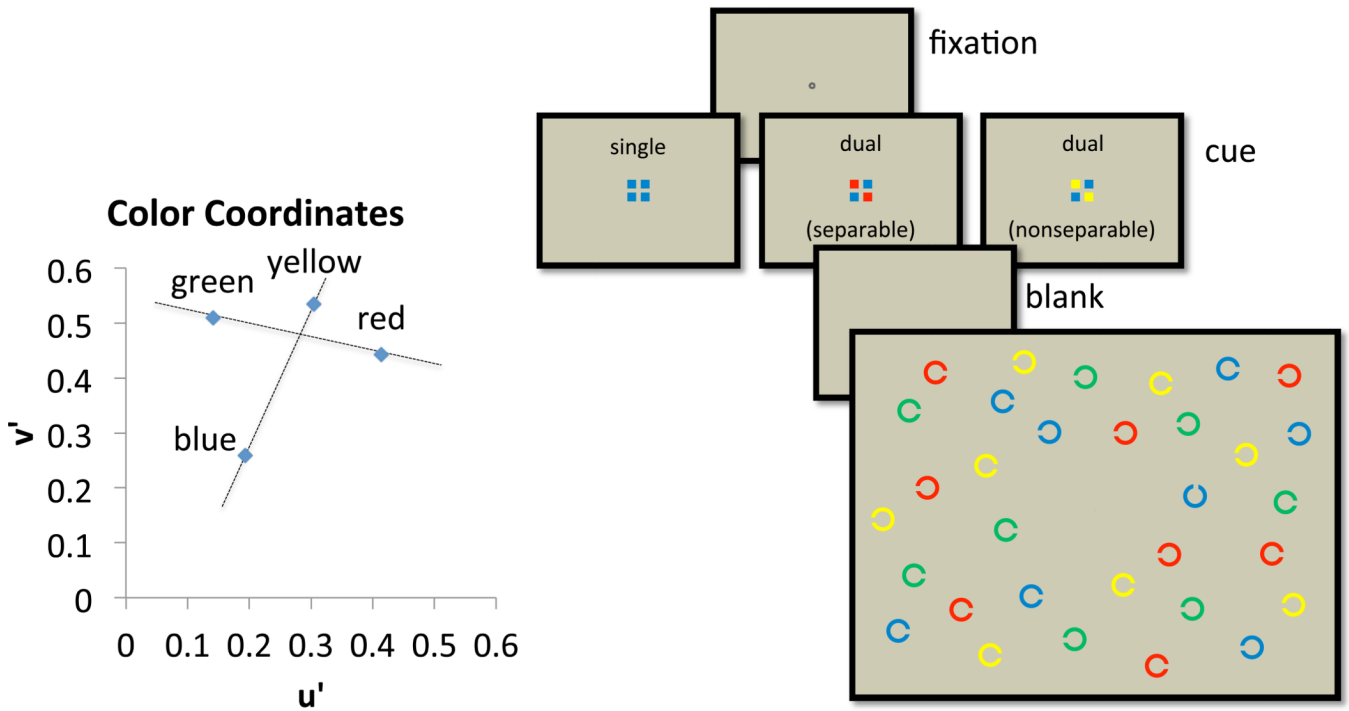 Color Coordinates
0.6
0.5
0.4
0.3
0.2
0.1
0
v'
green
yellow
red
blue
0 0.1 0.2 0.3 0.4 0.5 0.6
u'
fixation
single
dual
(separable)
dual
(nonseparable)
cue
blank